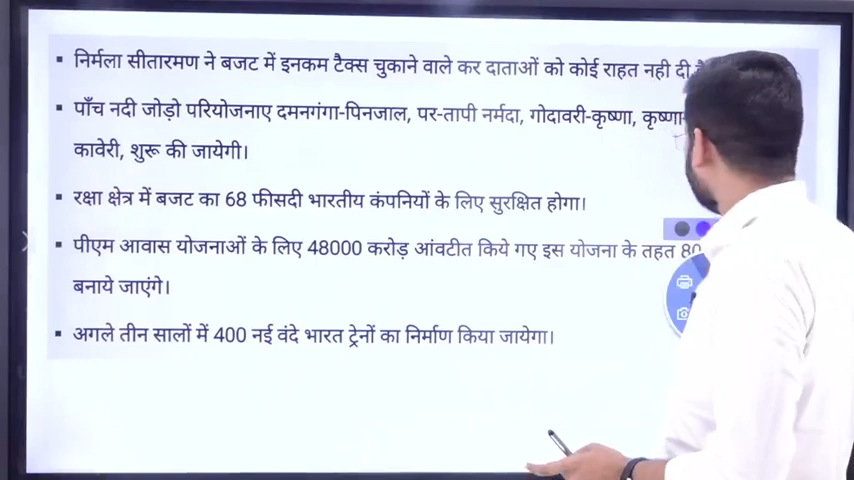 ▪ निर्मला सीतारमण ने बजट में इनकम टैक्स चुकाने वाले कर दाताओं को कोई राहत नही दी
▪ पाँच नदी जोड़ो परियोजनाए दमनगंगा-पिनजाल, पर-तापी नर्मदा, गोदावरी-कृष्णा, कृष्णा-
कावेरी, शुरू की जायेगी।
▪ रक्षा क्षेत्र में बजट का 68 फीसदी भारतीय कंपनियों के लिए सुरक्षित होगा।
▪ पीएम आवास योजनाओं के लिए 48000 करोड़ आंवटीत किये गए इस योजना के तहत 80
बनाये जाएंगे।
▪ अगले तीन सालों में 400 नई वंदे भारत ट्रेनों का निर्माण किया जायेगा।